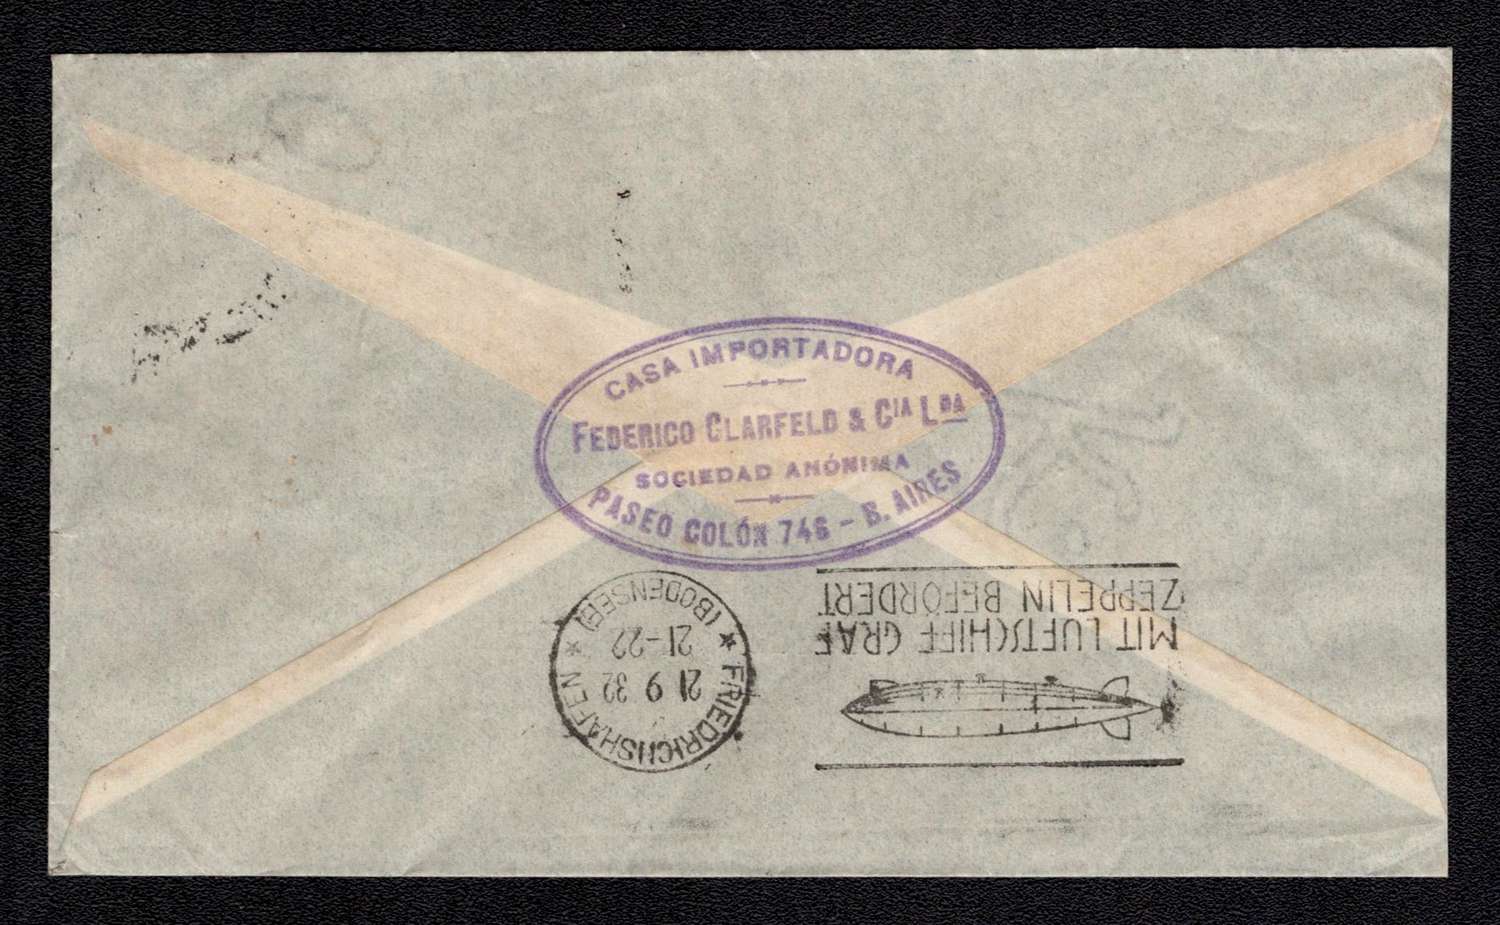 CASA IMPORTADORA
FEDERICO CLARFELD & CIA LDA
SOCIEDAD ANÓNIMA
PASEO COLÓN 746 - B. AIRES
FRIEDRICHSHAFEN
21 9 32
21-22
★ (BODENSEE) ★
MIT LUFTSCHIFF GRAF
ZEPPELIN BEFÖRDERT